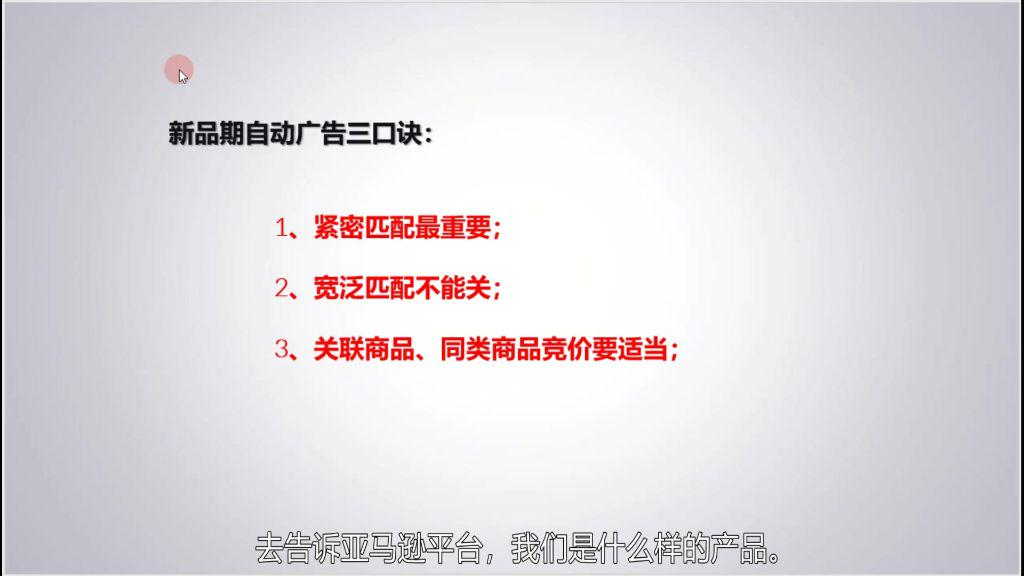 新品期自动广告三口诀：
1、紧密匹配最重要；
2、宽泛匹配不能关；
3、关联商品、同类商品竞价要适当；
去告诉亚马逊平台，我们是什么样的产品。